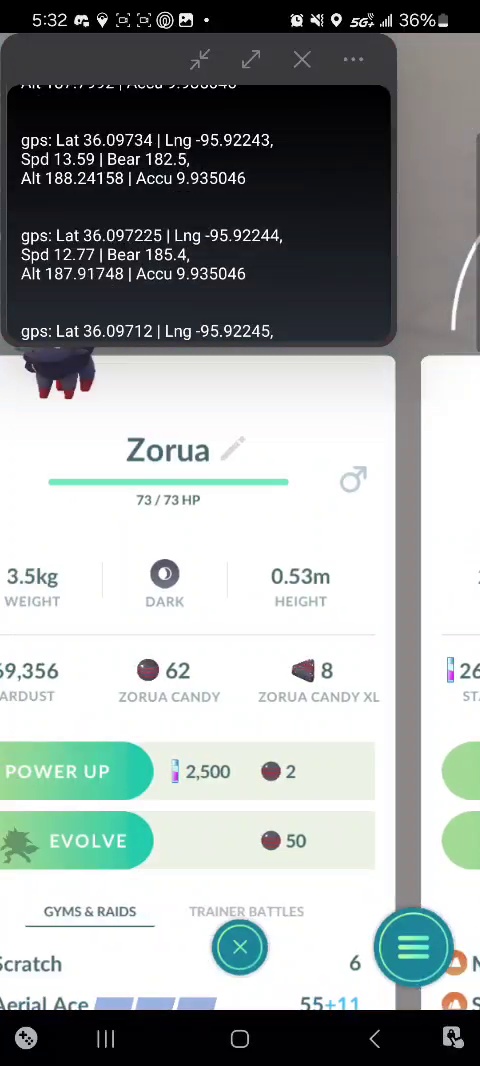 5:32
5G
36%
Alt 187.7992 | Accu 9.935046
gps: Lat 36.09734 | Lng -95.92243,
Spd 13.59 | Bear 182.5,
Alt 188.24158 | Accu 9.935046
gps: Lat 36.097225 | Lng -95.92244,
Spd 12.77 | Bear 185.4,
Alt 187.91748 | Accu 9.935046
gps: Lat 36.09712 | Lng -95.92245,
Zorua
73 / 73 HP
3.5kg
WEIGHT
DARK
0.53m
HEIGHT
69,356
ARDUST
62
ZORUA CANDY
8
ZORUA CANDY XL
26
ST
POWER UP
2,500
2
EVOLVE
50
GYMS & RAIDS
TRAINER BATTLES
Scratch
6
M
Aerial Ace
55+11
S